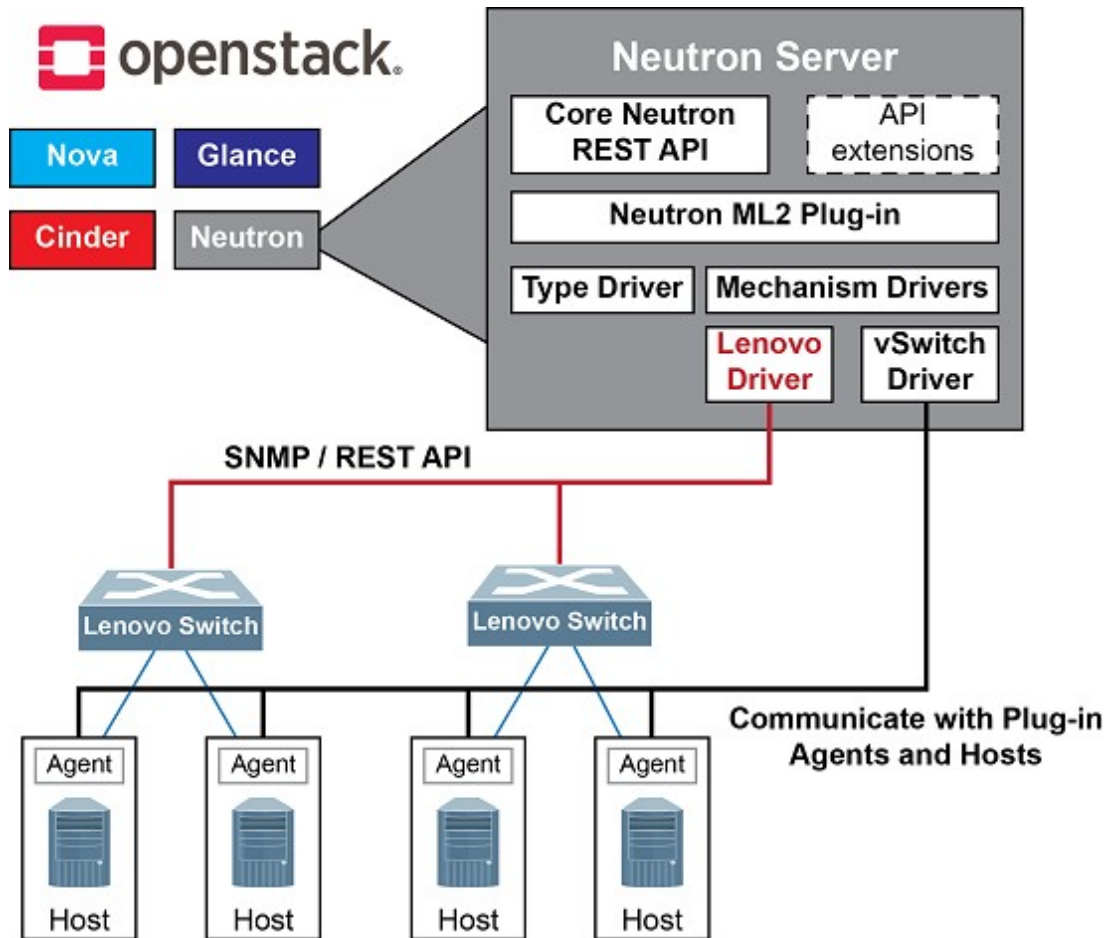 openstack.
Neutron Server
Core Neutron
REST API
API
extensions
Nova
Glance
Neutron ML2 Plug-in
Cinder
Neutron
Type Driver
Mechanism Drivers
Lenovo
Driver
vSwitch
Driver
SNMP / REST API
Lenovo Switch
Lenovo Switch
Communicate with Plug-in
Agents and Hosts
Agent
Agent
Agent
Agent
Host
Host
Host
Host